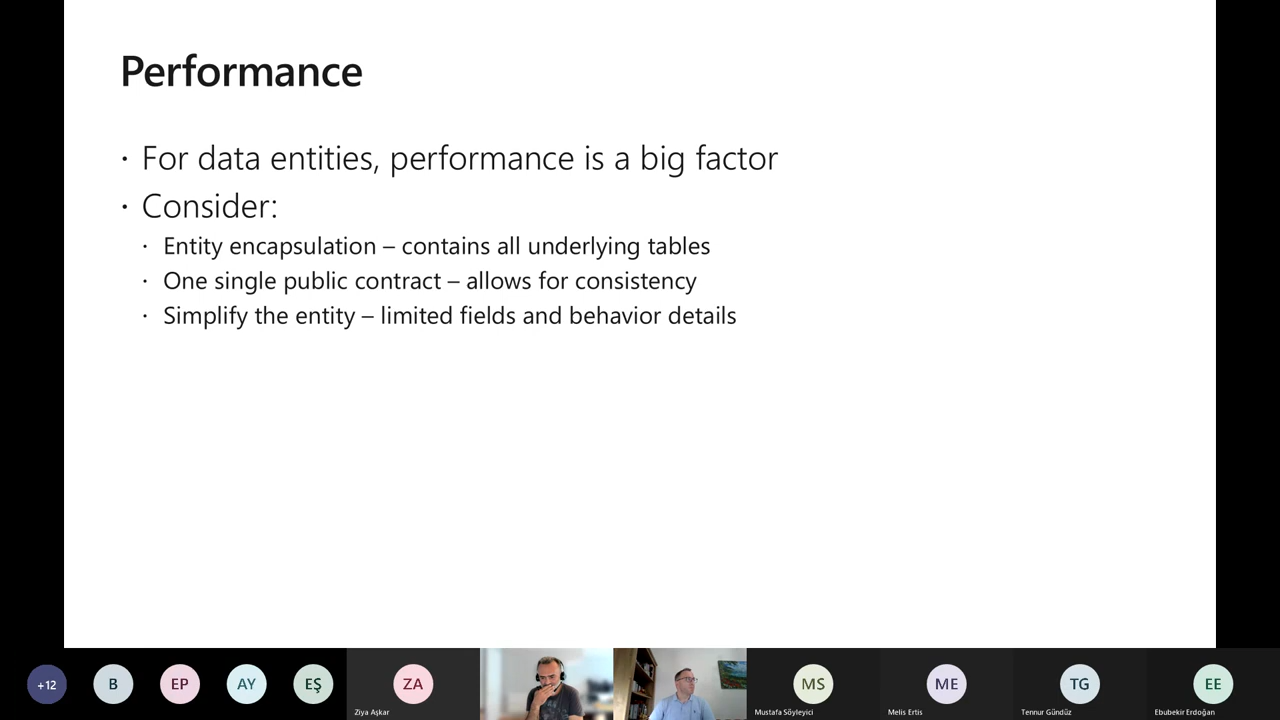 Performance
• For data entities, performance is a big factor
• Consider:
• Entity encapsulation – contains all underlying tables
• One single public contract – allows for consistency
• Simplify the entity – limited fields and behavior details
+12
B
EP
AY
EŞ
ZA
MS
ME
TG
EE
Ziya Aşkar
Mustafa Söyleyici
Melis Ertis
Tennur Gündüz
Ebubekir Erdoğan